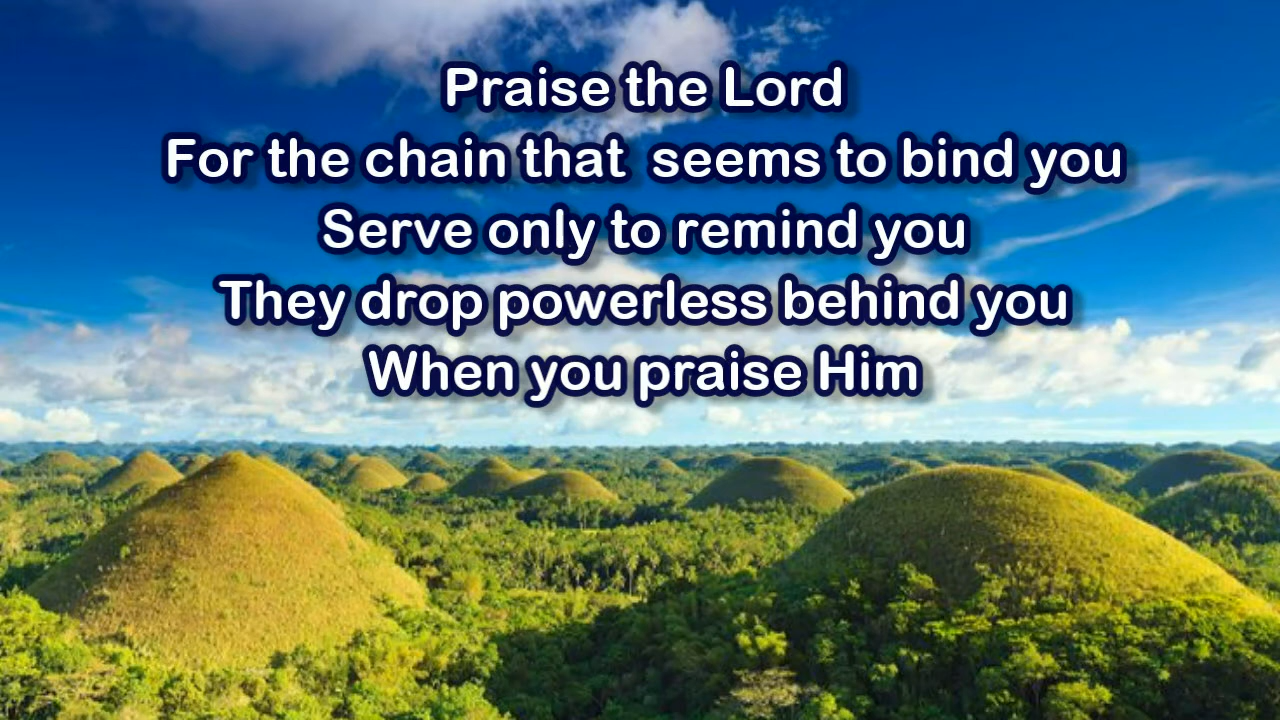 Praise the Lord
For the chain that  seems to bind you
Serve only to remind you
They drop powerless behind you
When you praise Him